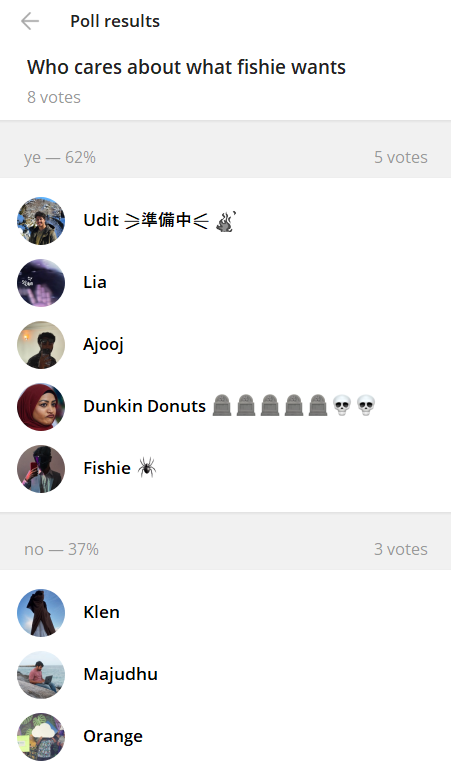 Poll results
Who cares about what fishie wants
8 votes
ye — 62% 5 votes
Udit ⋝準備中⋜
Lia
Ajooj
Dunkin Donuts 🪦🪦🪦🪦🪦💀💀
Fishie 🕷
no — 37% 3 votes
Klen
Majudhu
Orange